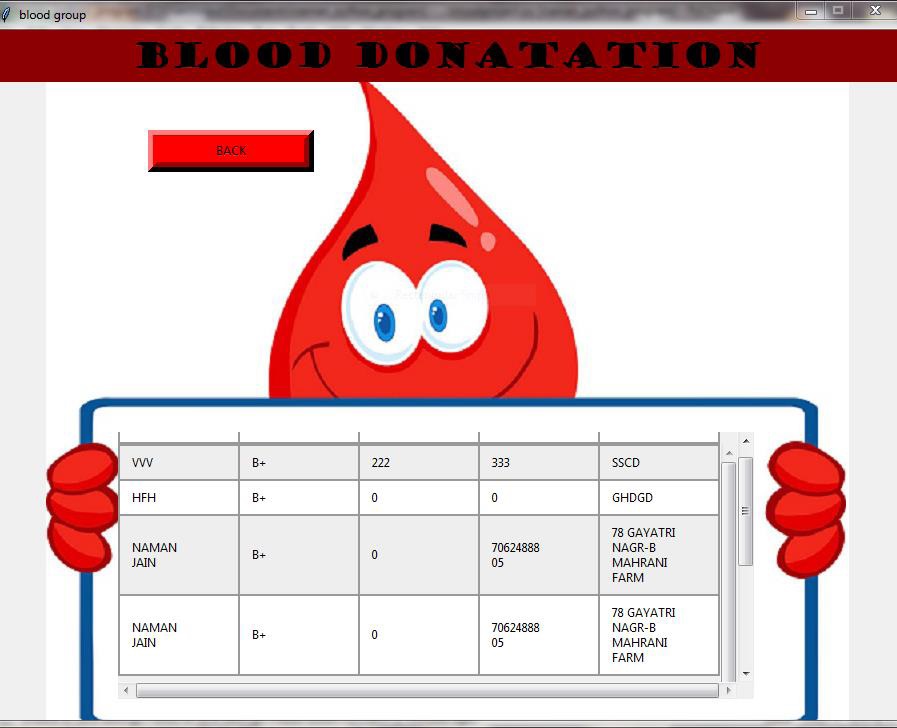 blood group
BLOOD DONATATION
BACK
VVV B+ 222 333 SSCD
HFH B+ 0 0 GHDGD
NAMAN
JAIN
B+
0
70624888
05
78 GAYATRI
NAGR-B
MAHRANI
FARM
NAMAN
JAIN
B+
0
70624888
05
78 GAYATRI
NAGR-B
MAHRANI
FARM